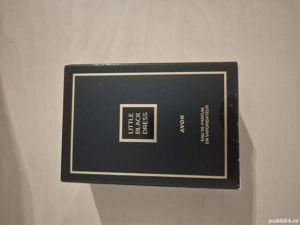 LITTLE
BLACK
DRESS
AVON
EAU DE PARFUM
EN VAPORISATEUR
publi24.ro